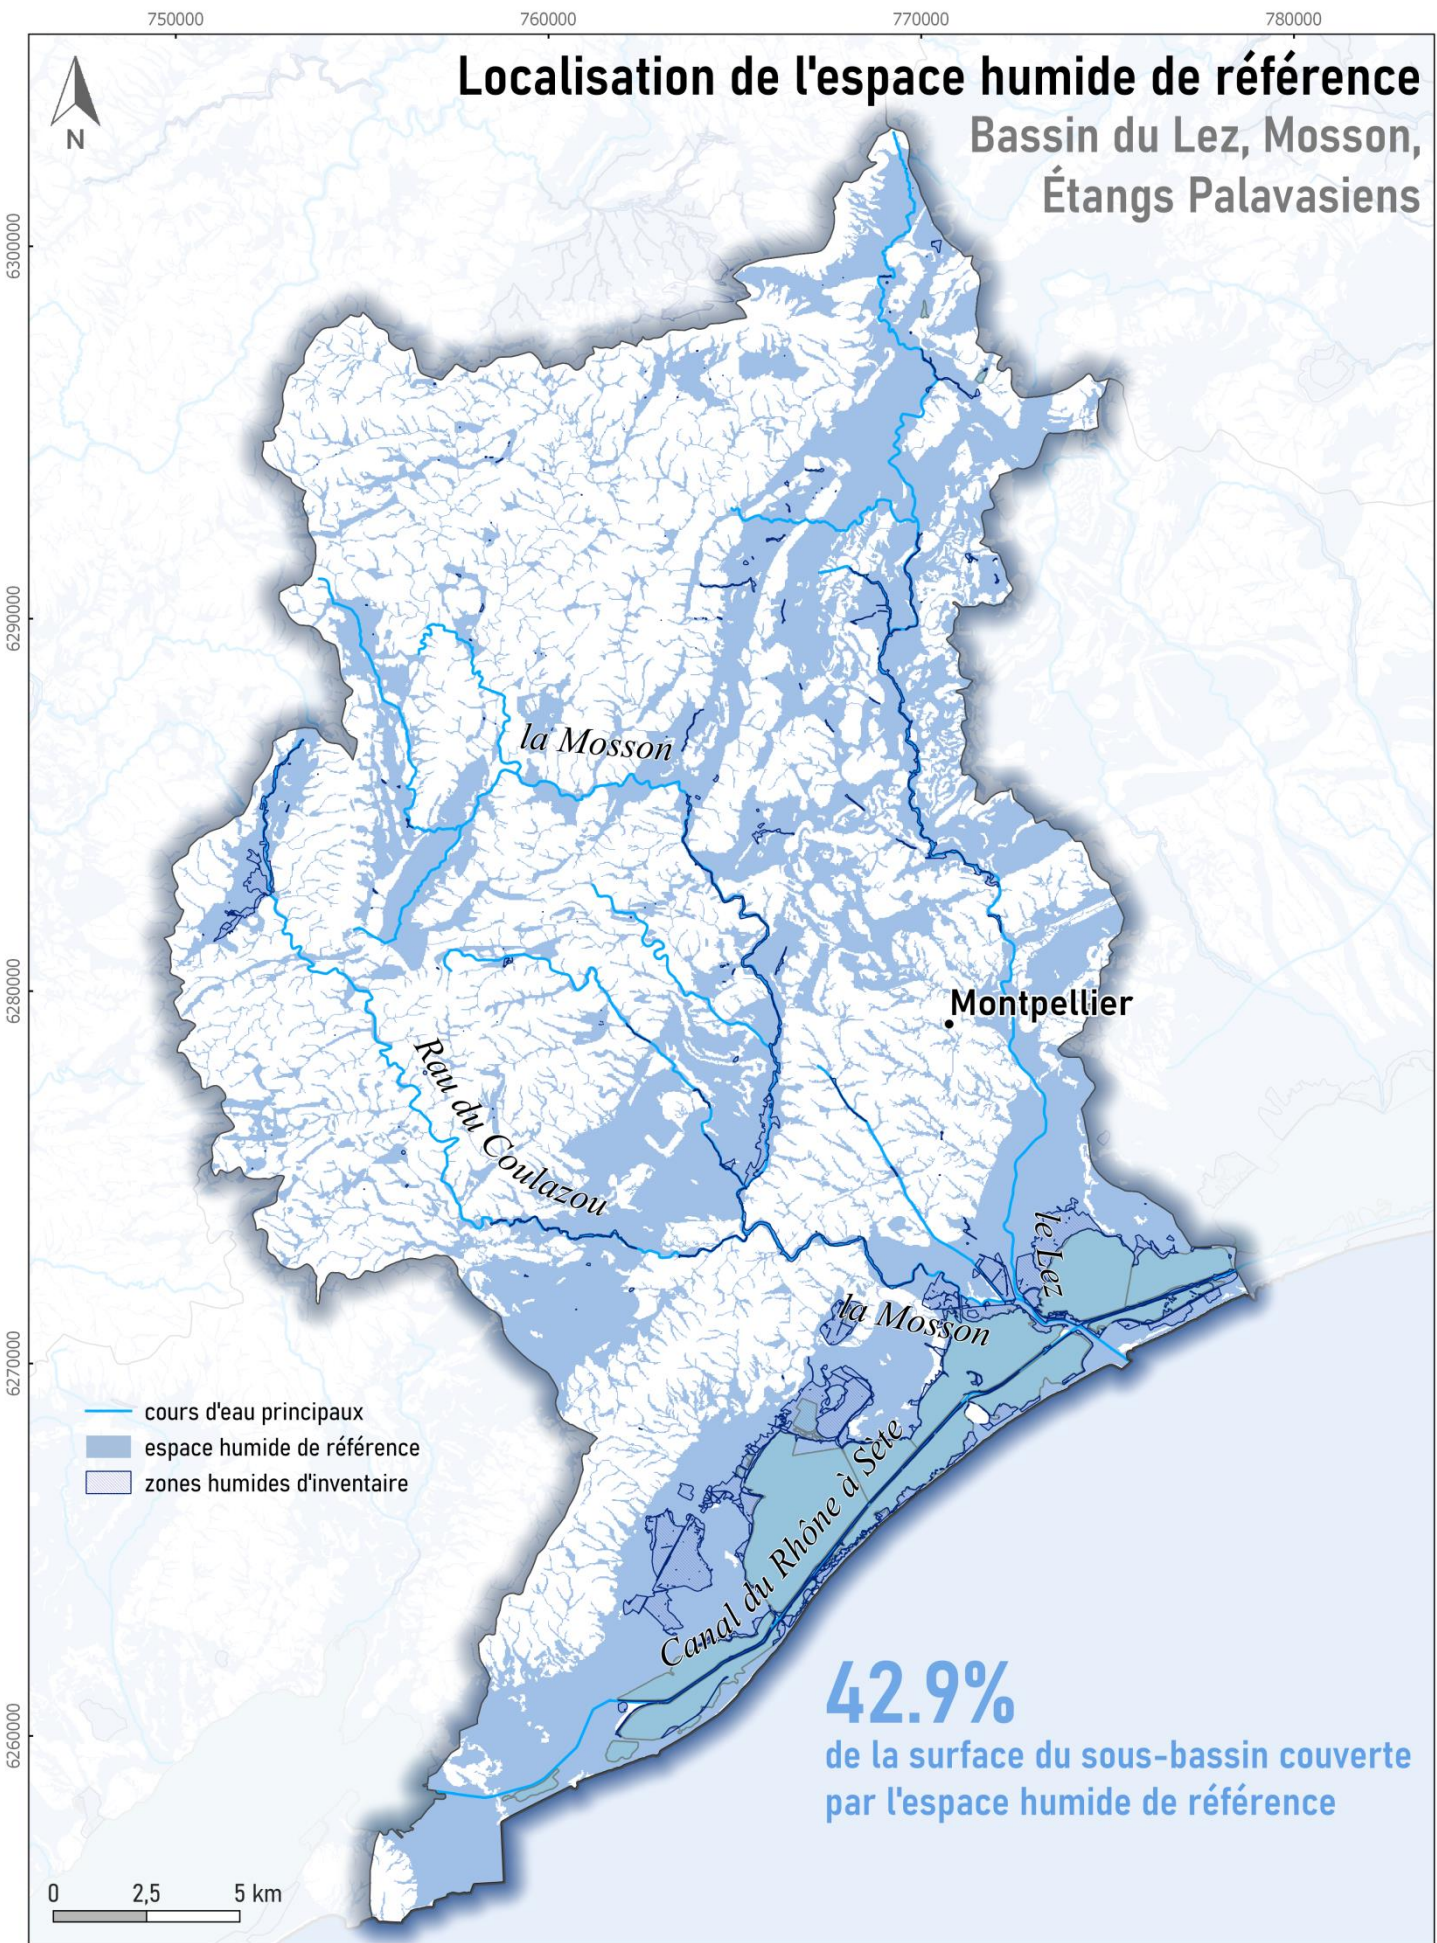 750000
760000
770000
780000
Localisation de l'espace humide de référence
Bassin du Lez, Mosson,
Étangs Palavasiens
N
6300000
6290000
6280000
6270000
6260000
la Mosson
Montpellier
Rau du Coulazou
le Lez
la Mosson
Canal du Rhône à Sète
cours d'eau principaux
espace humide de référence
zones humides d'inventaire
42.9%
de la surface du sous-bassin couverte
par l'espace humide de référence
0 2,5 5 km